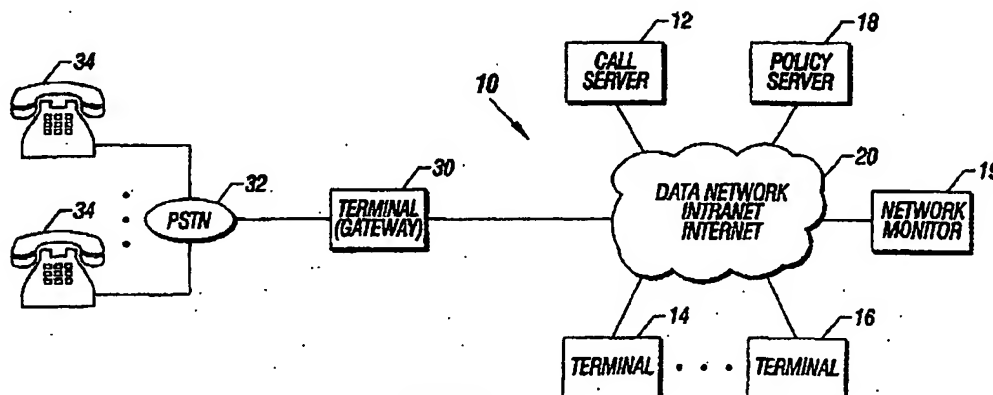 12
18
34
CALL
SERVER
POLICY
SERVER
10
34
32
30
20
19
PSTN
TERMINAL
(GATEWAY)
DATA NETWORK
INTRANET
INTERNET
NETWORK
MONITOR
14
16
TERMINAL
TERMINAL